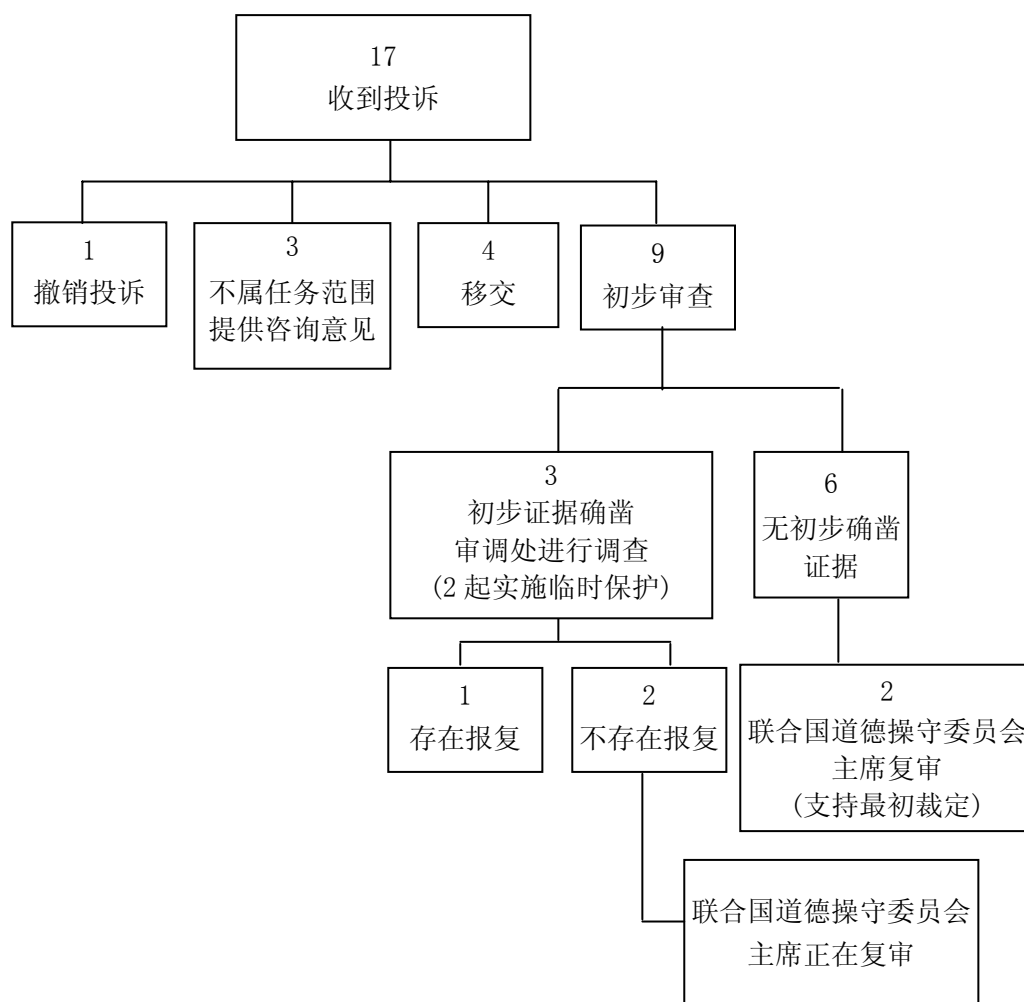 17
收到投诉
1
撤销投诉
3
不属任务范围
提供咨询意见
4
移交
9
初步审查
3
初步证据确凿
审调处进行调查
(2 起实施临时保护)
6
无初步确凿
证据
1
存在报复
2
不存在报复
2
联合国道德操守委员会
主席复审
(支持最初裁定)
联合国道德操守委员会
主席正在复审